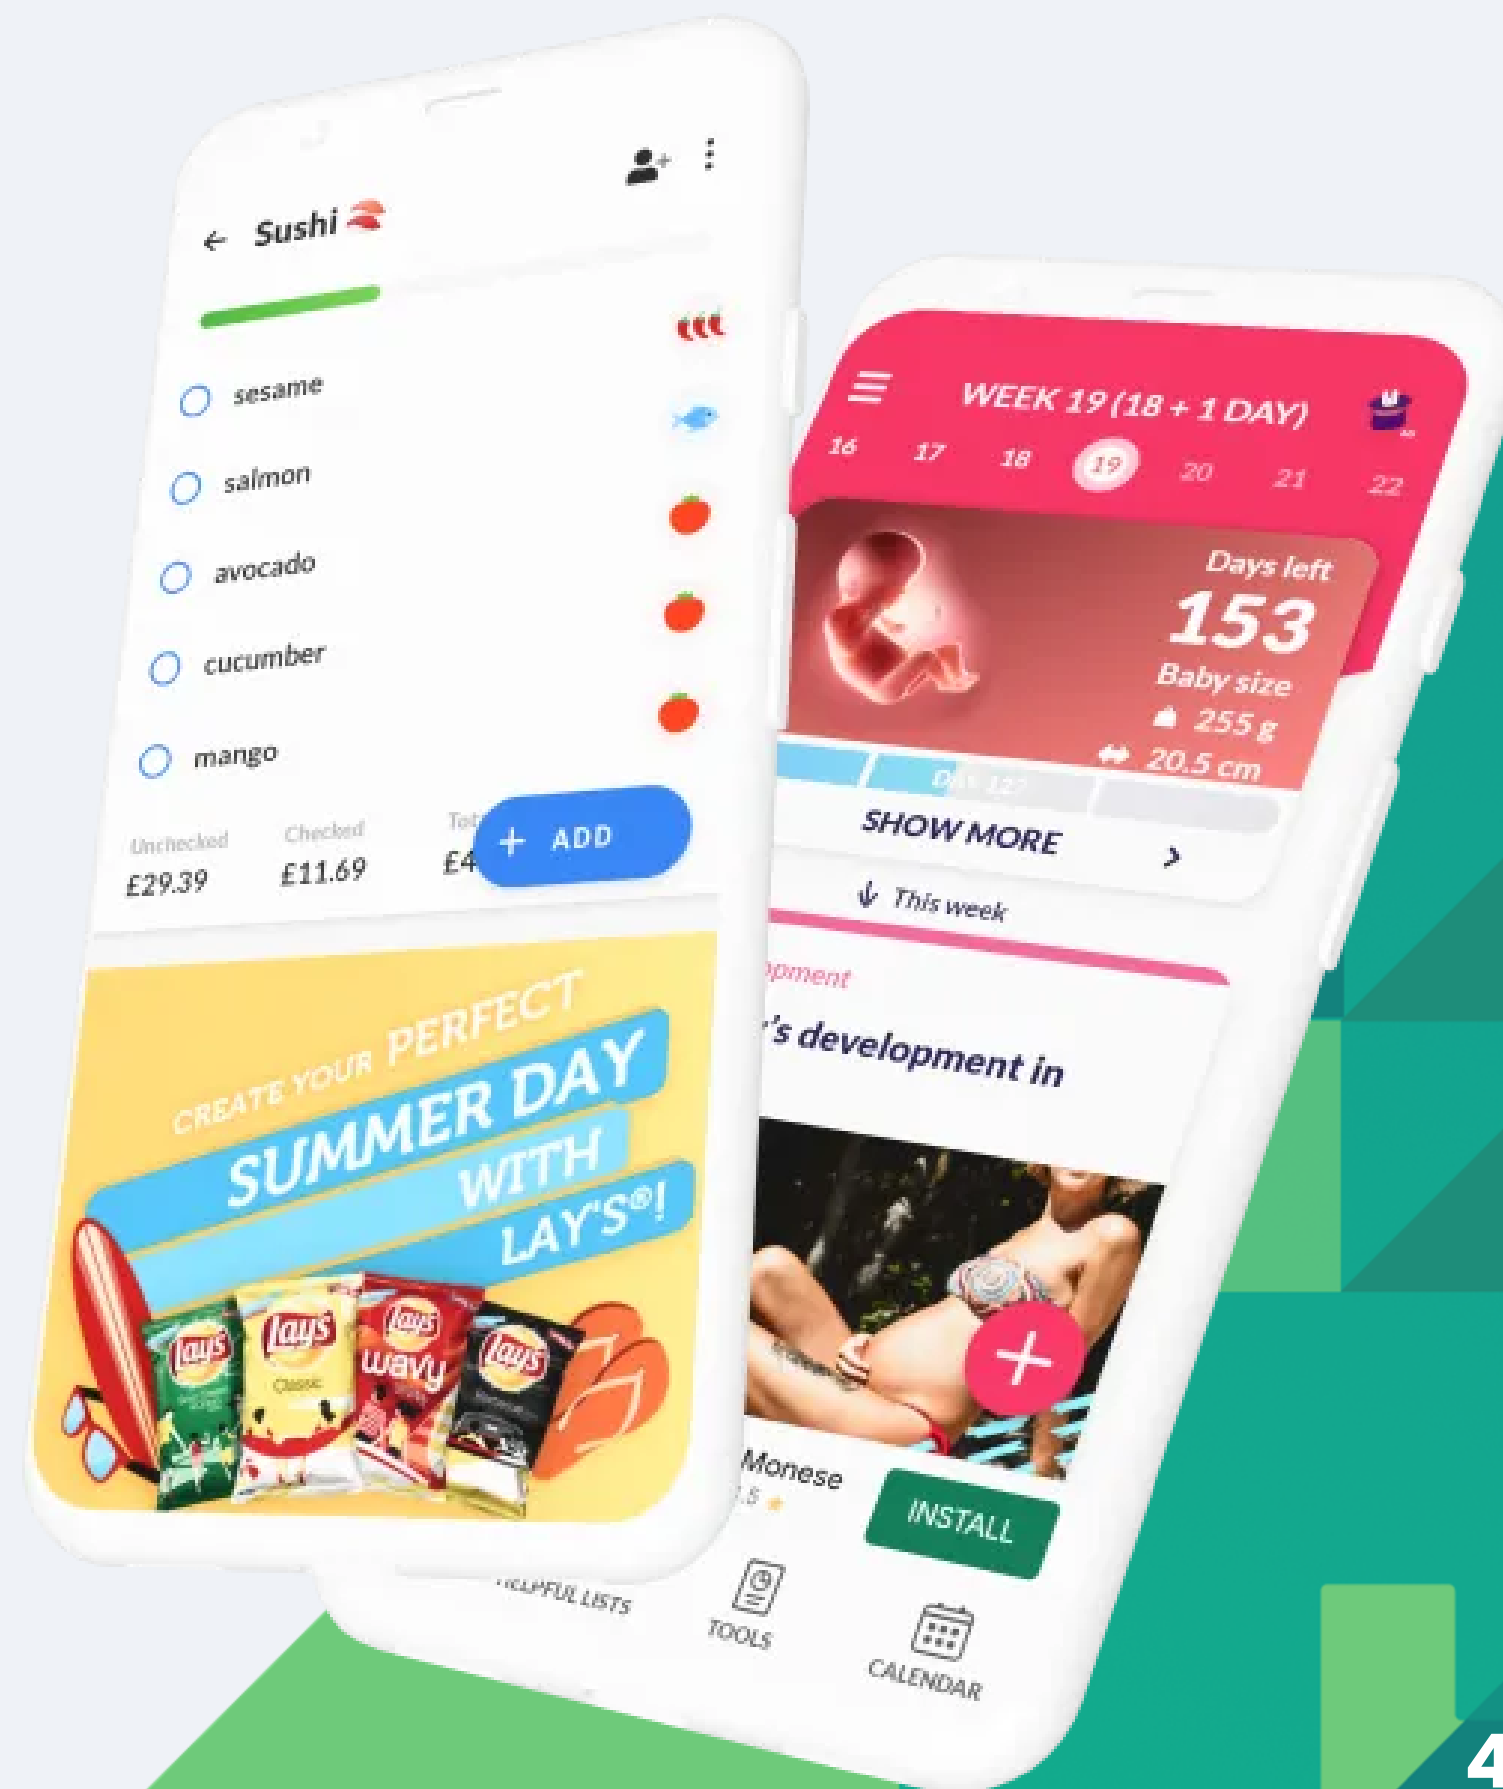 Sushi
sesame
salmon
avocado
cucumber
mango
Unchecked
Checked
£29.39
£11.69
+ ADD
CREATE YOUR PERFECT
SUMMER DAY
WITH
LAY'S®!
Lay's
Lay's
Classic
Lay's
wavy
Lay's
WEEK 19 (18 + 1 DAY)
16 17 18 19 20 21 22
Days left
153
Baby size
255 g
20.5 cm
SHOW MORE
This week
's development in
Monese
INSTALL
HELPFUL LISTS
TOOLS
CALENDAR
4